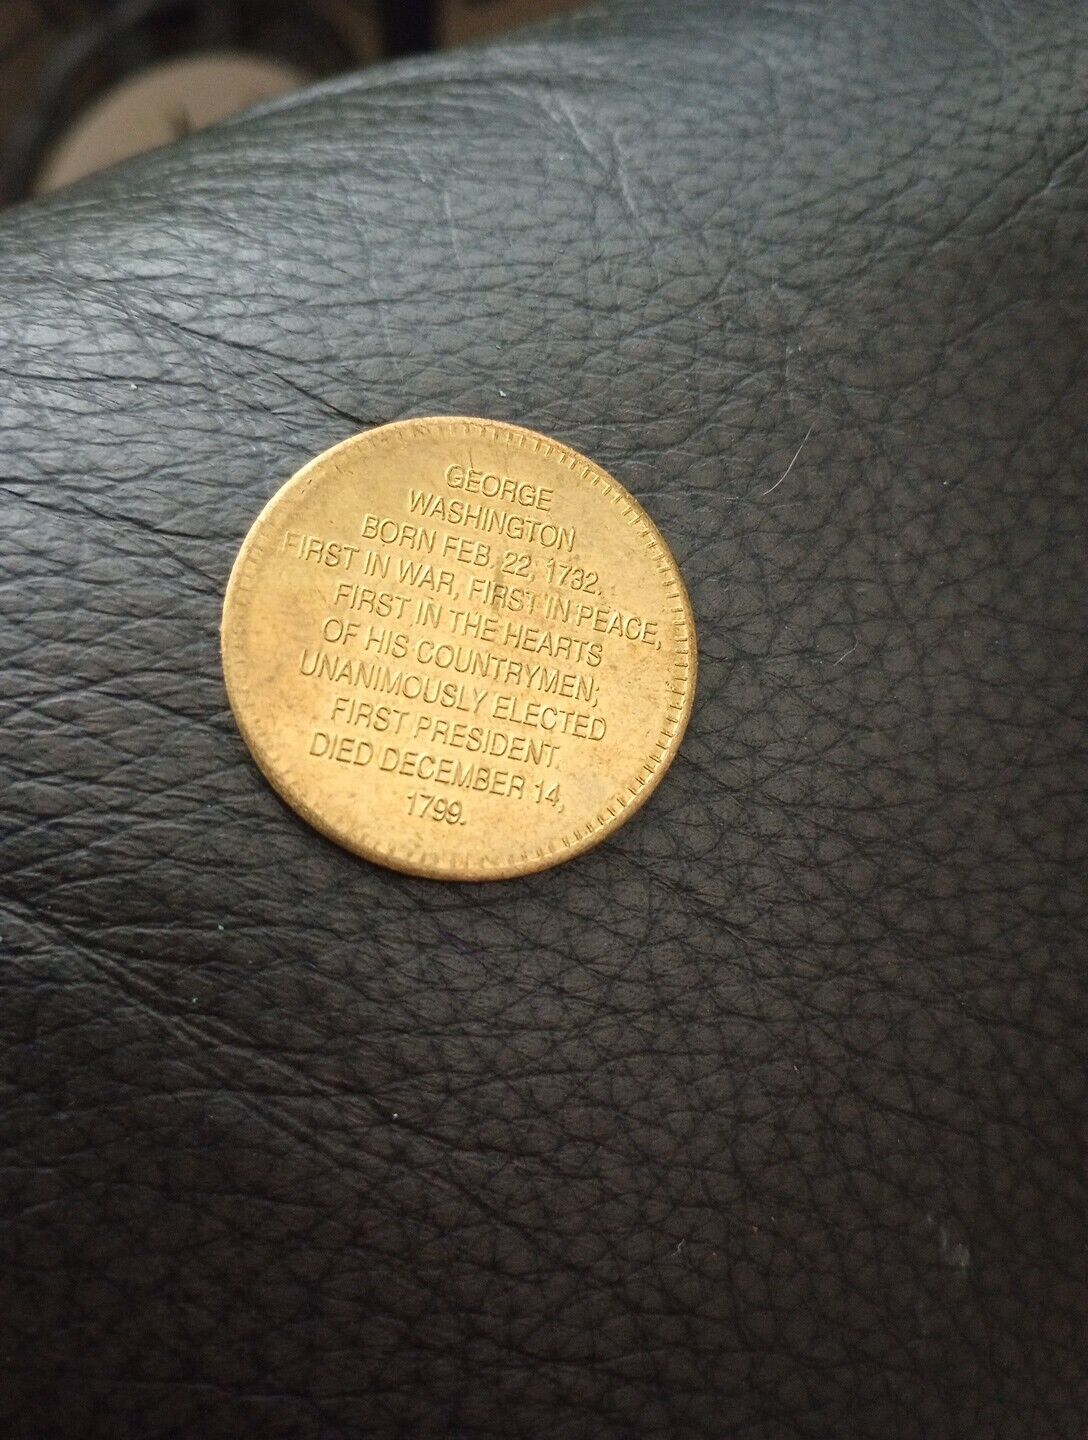 GEORGE
WASHINGTON
BORN FEB. 22, 1732.
FIRST IN WAR, FIRST IN PEACE,
FIRST IN THE HEARTS
OF HIS COUNTRYMEN;
UNANIMOUSLY ELECTED
FIRST PRESIDENT.
DIED DECEMBER 14,
1799.